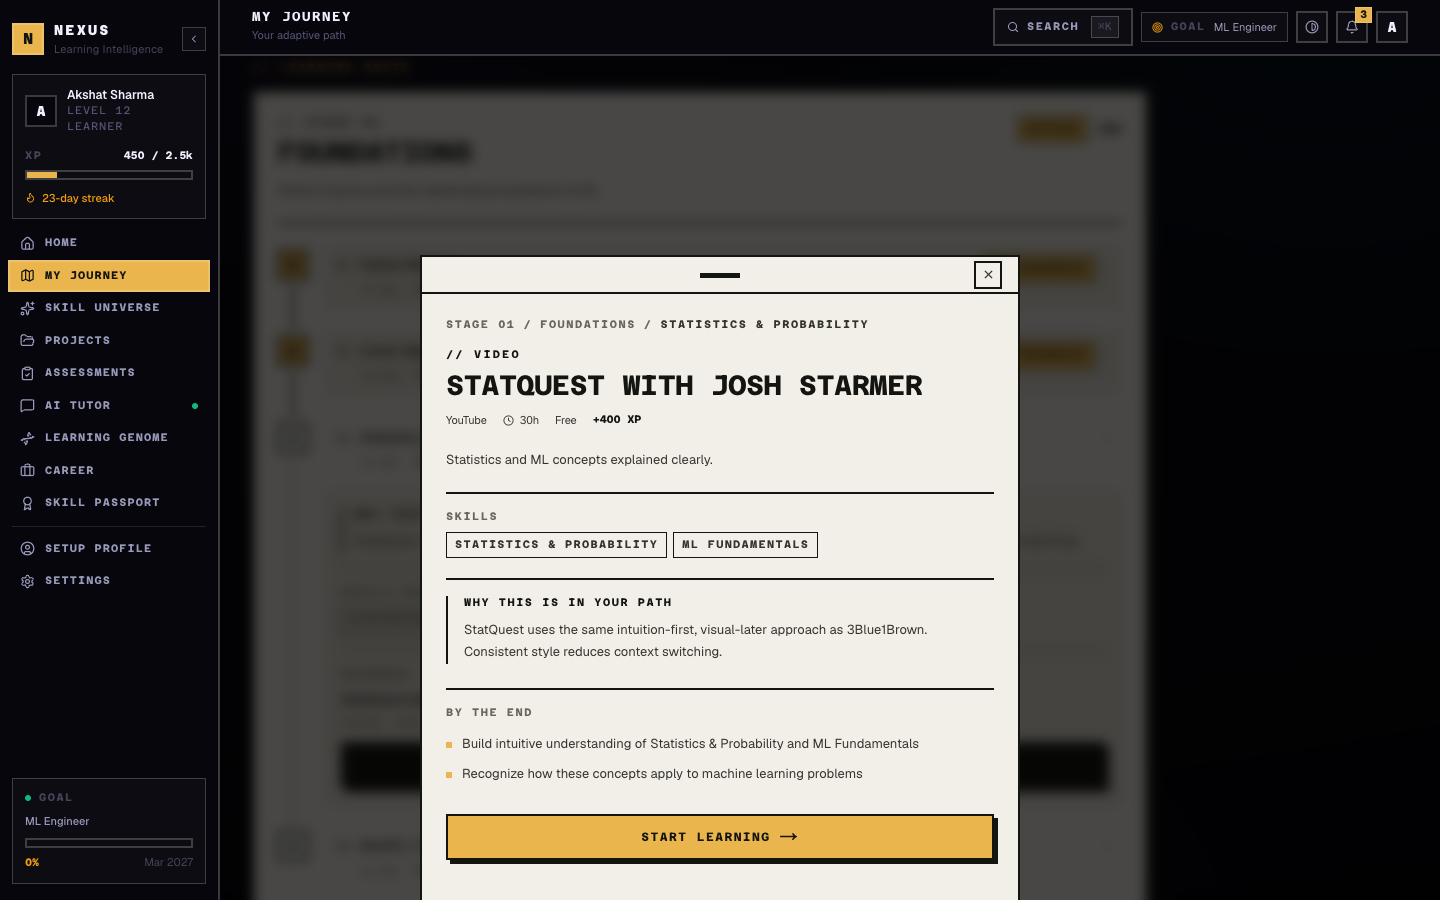 N
NEXUS
Learning Intelligence
A
Akshat Sharma
LEVEL 12
LEARNER
XP
450 / 2.5k
23-day streak
HOME
MY JOURNEY
SKILL UNIVERSE
PROJECTS
ASSESSMENTS
AI TUTOR
LEARNING GENOME
CAREER
SKILL PASSPORT
SETUP PROFILE
SETTINGS
GOAL
ML Engineer
0%
Mar 2027
MY JOURNEY
Your adaptive path
SEARCH
⌘K
GOAL ML Engineer
3
A
FOUNDATIONS
STAGE 01 / FOUNDATIONS / STATISTICS & PROBABILITY
// VIDEO
STATQUEST WITH JOSH STARMER
YouTube 30h Free +400 XP
Statistics and ML concepts explained clearly.
SKILLS
STATISTICS & PROBABILITY
ML FUNDAMENTALS
WHY THIS IS IN YOUR PATH
StatQuest uses the same intuition-first, visual-later approach as 3Blue1Brown.
Consistent style reduces context switching.
BY THE END
Build intuitive understanding of Statistics & Probability and ML Fundamentals
Recognize how these concepts apply to machine learning problems
START LEARNING →